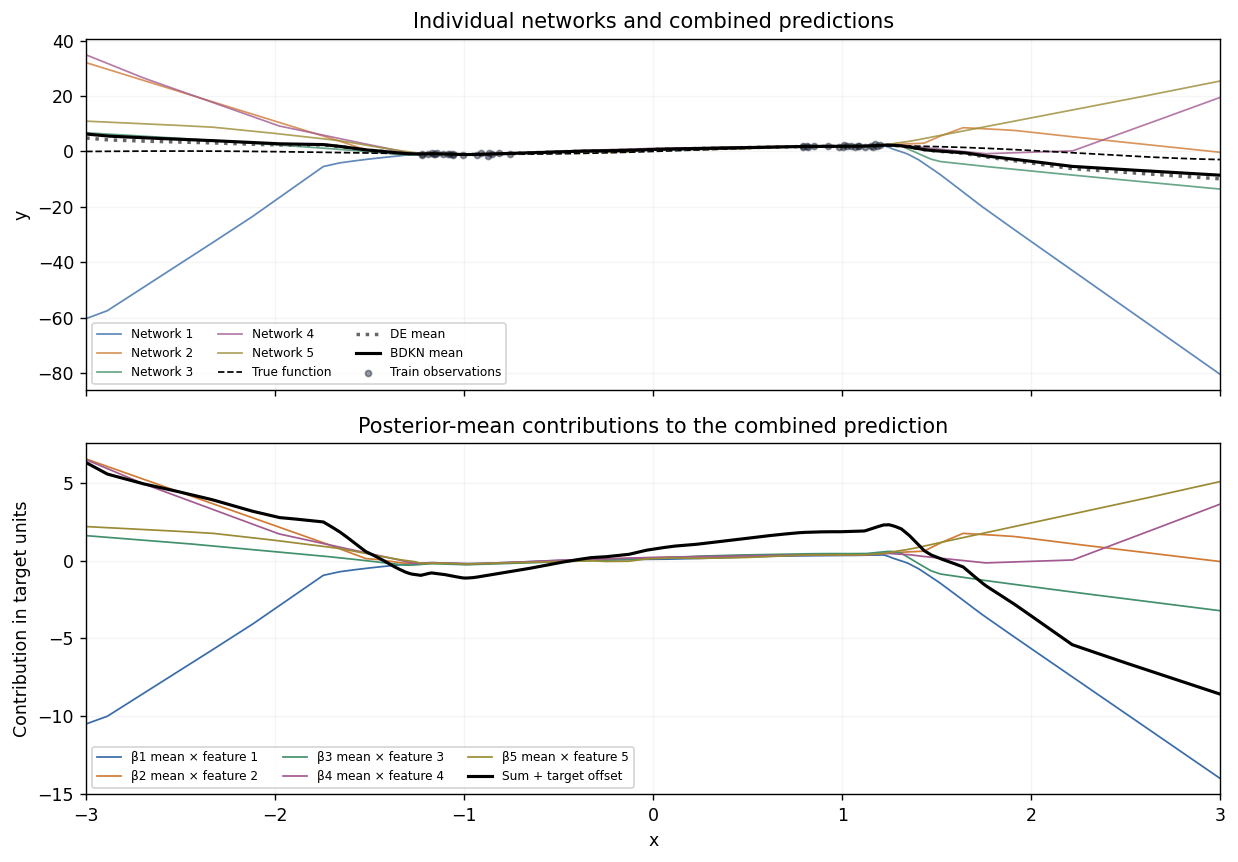 Individual networks and combined predictions
40
20
0
−20
−40
−60
−80
y
Network 1 Network 4 DE mean
Network 2 Network 5 BDKN mean
Network 3 True function Train observations
Posterior-mean contributions to the combined prediction
5
0
−5
−10
−15
Contribution in target units
β1 mean × feature 1 β3 mean × feature 3 β5 mean × feature 5
β2 mean × feature 2 β4 mean × feature 4 Sum + target offset
−3 −2 −1 0 1 2 3
x